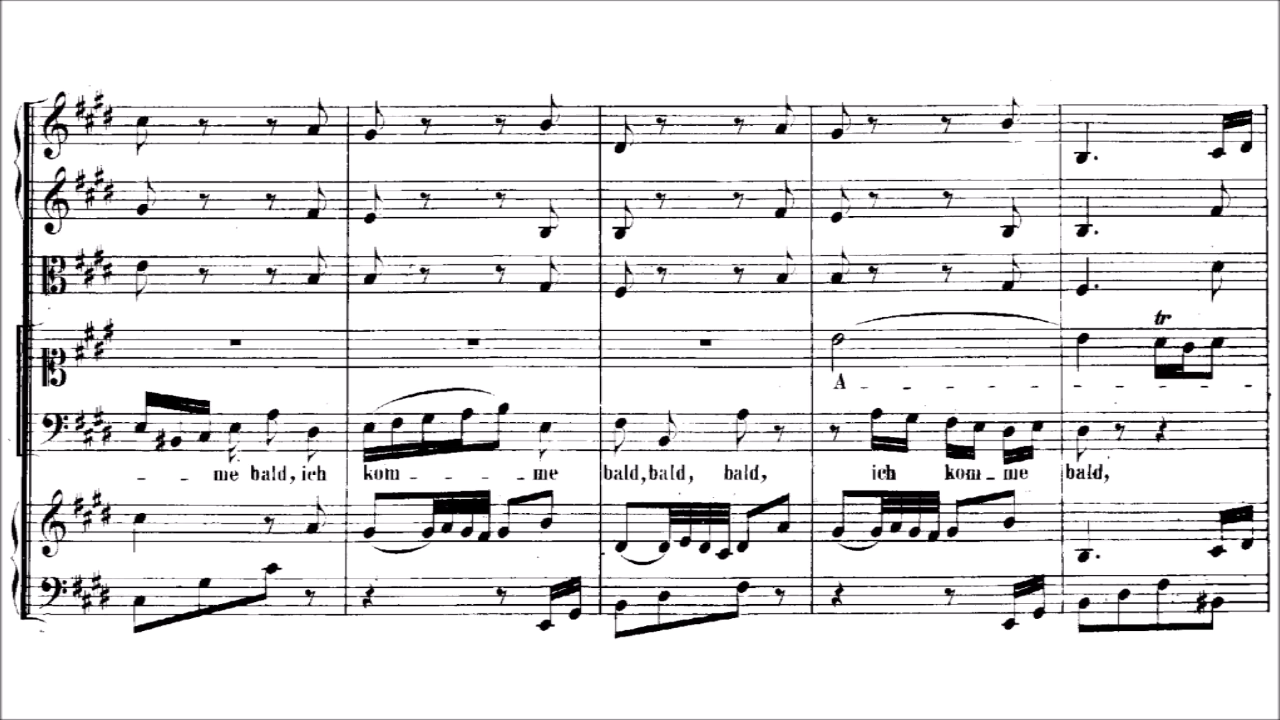 tr
A - - - - - - - - - -
- - - me bald, ich kom - - - - me bald, bald, bald, ich kom - me bald,